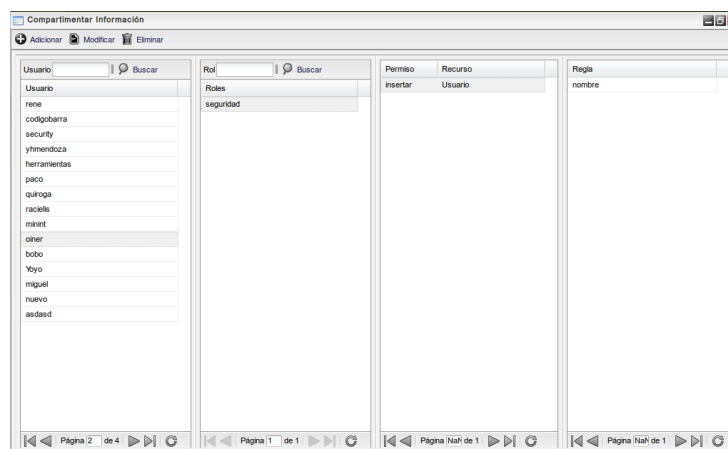 Compartimentar Información
Adicionar Modificar Eliminar
Usuario Buscar
Usuario
rene
codigobarra
security
yhmendoza
herramientas
paco
quiroga
racielis
minint
oiner
bobo
Yoyo
miguel
nuevo
asdasd
Página 2 de 4
Rol Buscar
Roles
seguridad
Página 1 de 1
Permiso Recurso
insertar Usuario
Página NaN de 1
Regla
nombre
Página NaN de 1